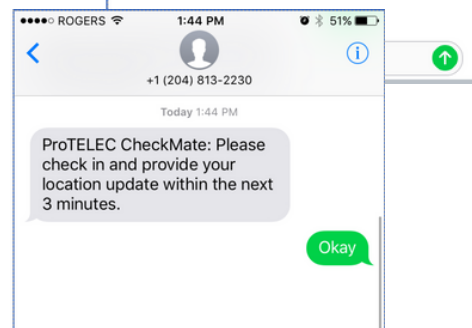 ROGERS 1:44 PM 51%
+1 (204) 813-2230
Today 1:44 PM
ProTELEC CheckMate: Please
check in and provide your
location update within the next
3 minutes.
Okay